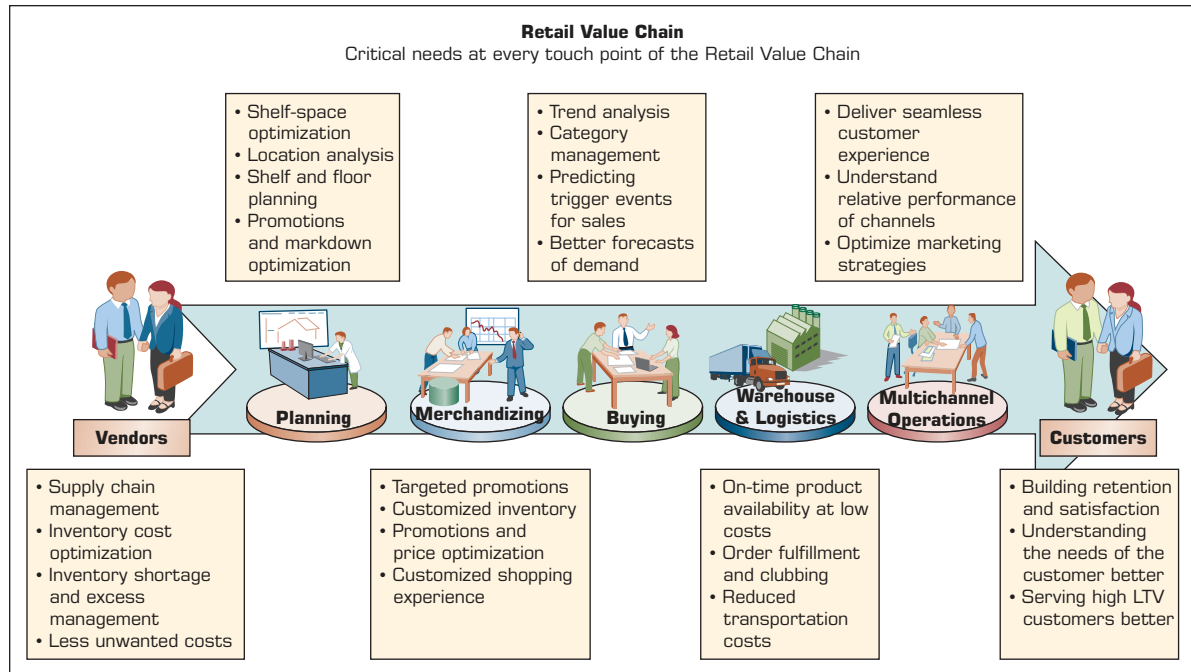 Retail Value Chain
Critical needs at every touch point of the Retail Value Chain
• Shelf-space
optimization
• Location analysis
• Shelf and floor
planning
• Promotions
and markdown
optimization
• Trend analysis
• Category
management
• Predicting
trigger events
for sales
• Better forecasts
of demand
• Deliver seamless
customer
experience
• Understand
relative performance
of channels
• Optimize marketing
strategies
Vendors
Planning
Merchandizing
Buying
Warehouse
& Logistics
Multichannel
Operations
Customers
• Supply chain
management
• Inventory cost
optimization
• Inventory shortage
and excess
management
• Less unwanted costs
• Targeted promotions
• Customized inventory
• Promotions and
price optimization
• Customized shopping
experience
• On-time product
availability at low
costs
• Order fulfillment
and clubbing
• Reduced
transportation
costs
• Building retention
and satisfaction
• Understanding
the needs of the
customer better
• Serving high LTV
customers better